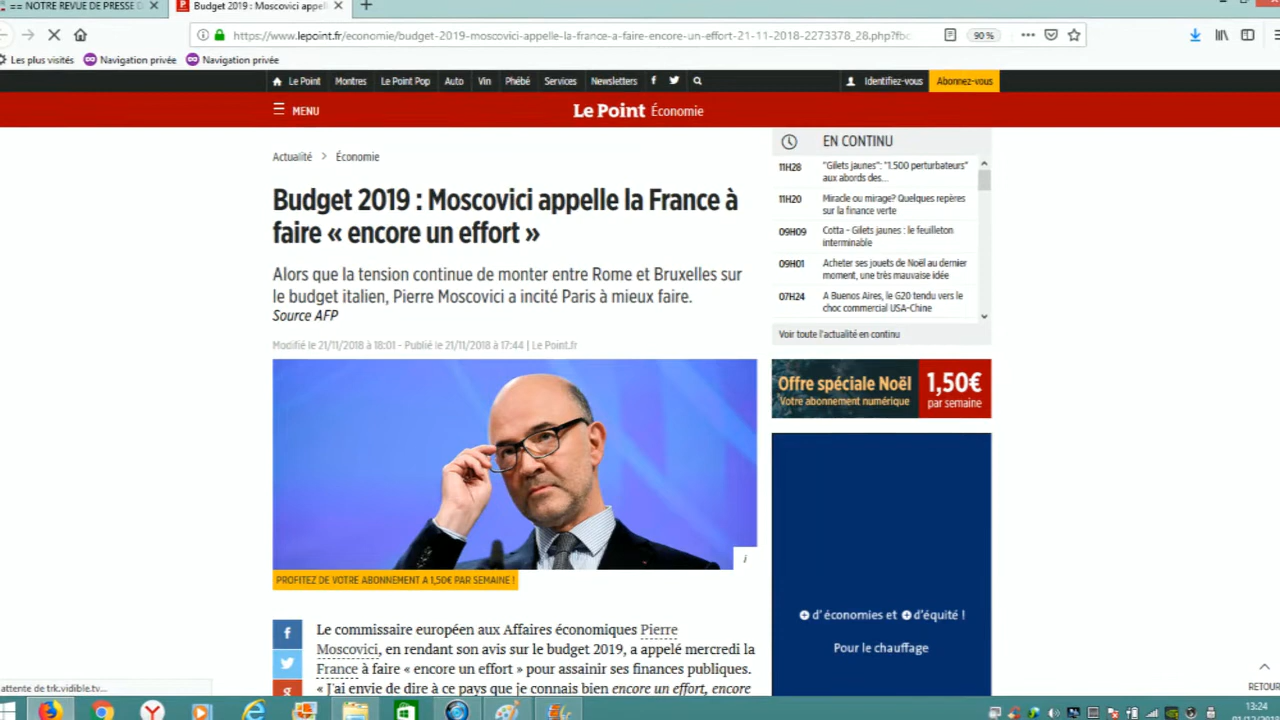 == NOTRE REVUE DE PRESSE G
Budget 2019 : Moscovici appell
https://www.lepoint.fr/economie/budget-2019-moscovici-appelle-la-france-a-faire-encore-un-effort-21-11-2018-2273378_28.php?fbc
90 %
Les plus visités Navigation privée Navigation privée
Le Point Montres Le Point Pop Auto Vin Phébé Services Newsletters Identifiez-vous Abonnez-vous
MENU
Le Point Économie
Actualité > Économie
Budget 2019 : Moscovici appelle la France à
faire « encore un effort »
Alors que la tension continue de monter entre Rome et Bruxelles sur
le budget italien, Pierre Moscovici a incité Paris à mieux faire.
Source AFP
Modifié le 21/11/2018 à 18:01 - Publié le 21/11/2018 à 17:44 | Le Point.fr
i
PROFITEZ DE VOTRE ABONNEMENT A 1,50€ PAR SEMAINE !
Le commissaire européen aux Affaires économiques Pierre
Moscovici, en rendant son avis sur le budget 2019, a appelé mercredi la
France à faire « encore un effort » pour assainir ses finances publiques.
« J'ai envie de dire à ce pays que je connais bien encore un effort, encore
EN CONTINU
11H28 "Gilets jaunes": "1.500 perturbateurs"
aux abords des...
11H20 Miracle ou mirage? Quelques repères
sur la finance verte
09H09 Cotta - Gilets jaunes : le feuilleton
interminable
09H01 Acheter ses jouets de Noël au dernier
moment, une très mauvaise idée
07H24 A Buenos Aires, le G20 tendu vers le
choc commercial USA-Chine
Voir toute l'actualité en continu
Offre spéciale Noël 1,50€
Votre abonnement numérique par semaine
+ d'économies et + d'équité !
Pour le chauffage
RETOUR
attente de trk.vidible.tv...
13:24